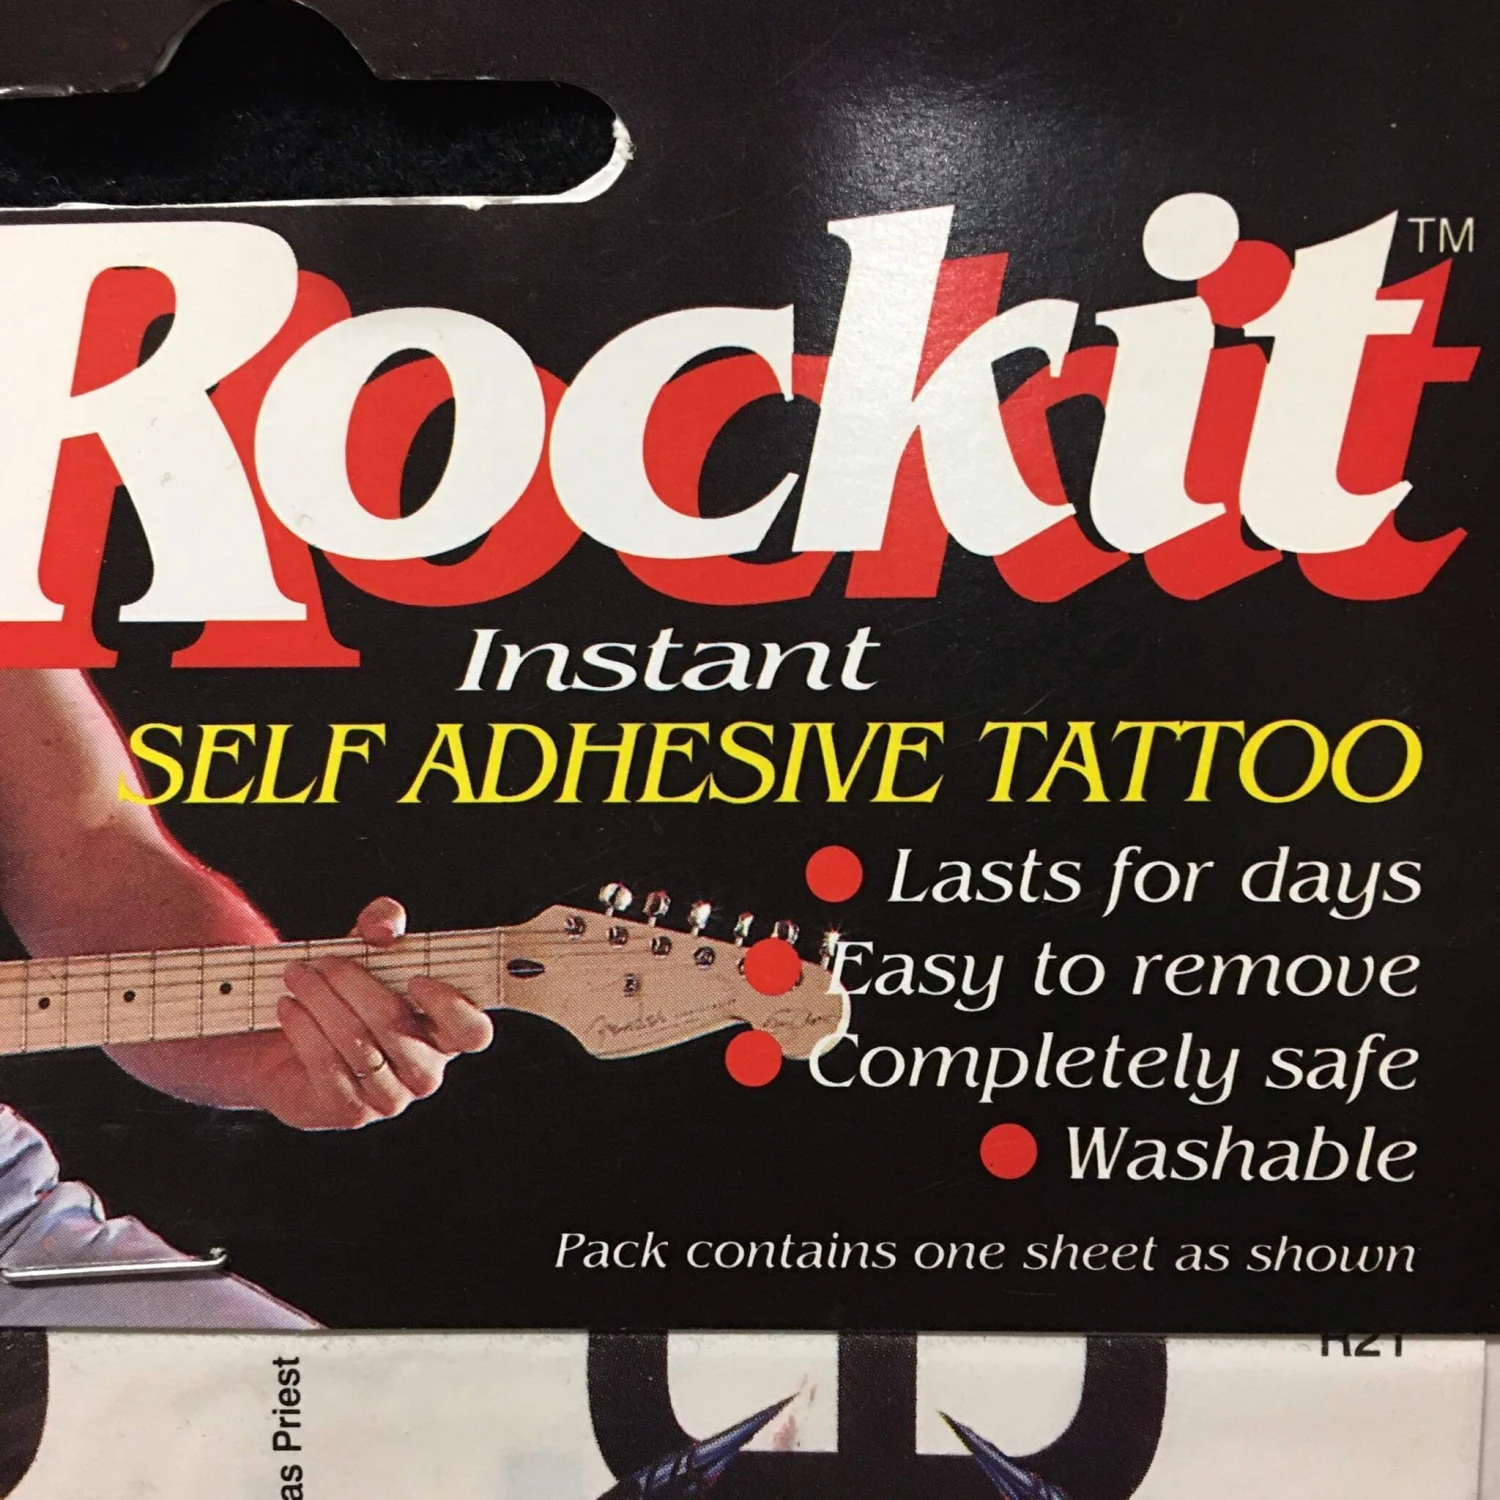 Rockit™
Instant
SELF ADHESIVE TATTOO
Lasts for days
Easy to remove
Completely safe
Washable
Pack contains one sheet as shown
R21
as Priest
Fender